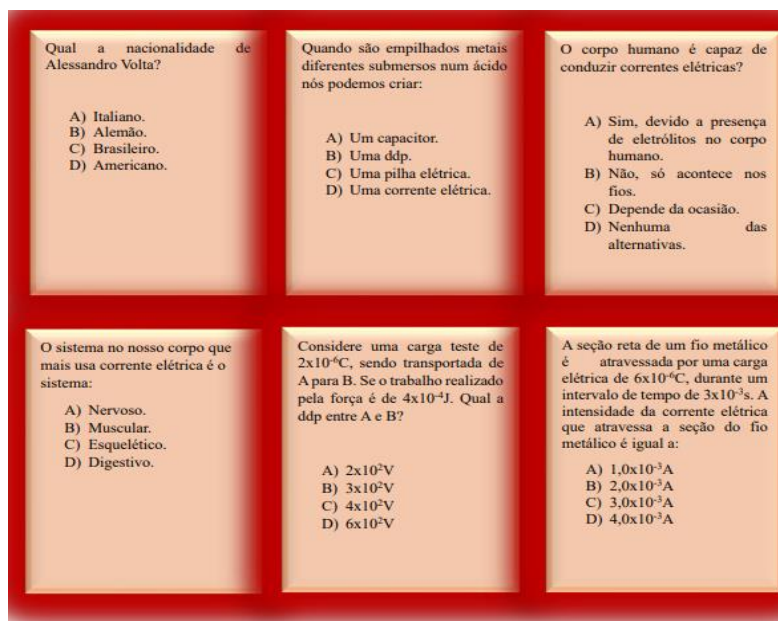 Qual a nacionalidade de
Alessandro Volta?
A) Italiano.
B) Alemão.
C) Brasileiro.
D) Americano.
Quando são empilhados metais
diferentes submersos num ácido
nós podemos criar:
A) Um capacitor.
B) Uma ddp.
C) Uma pilha elétrica.
D) Uma corrente elétrica.
O corpo humano é capaz de
conduzir correntes elétricas?
A) Sim, devido a presença
de eletrólitos no corpo
humano.
B) Não, só acontece nos
fios.
C) Depende da ocasião.
D) Nenhuma das
alternativas.
O sistema no nosso corpo que
mais usa corrente elétrica é o
sistema:
A) Nervoso.
B) Muscular.
C) Esquelético.
D) Digestivo.
Considere uma carga teste de
2x10⁻⁶C, sendo transportada de
A para B. Se o trabalho realizado
pela força é de 4x10⁻⁴J. Qual a
ddp entre A e B?
A) 2x10²V
B) 3x10²V
C) 4x10²V
D) 6x10²V
A seção reta de um fio metálico
é atravessada por uma carga
elétrica de 6x10⁻⁶C, durante um
intervalo de tempo de 3x10⁻³s. A
intensidade da corrente elétrica
que atravessa a seção do fio
metálico é igual a:
A) 1,0x10⁻³A
B) 2,0x10⁻³A
C) 3,0x10⁻³A
D) 4,0x10⁻³A